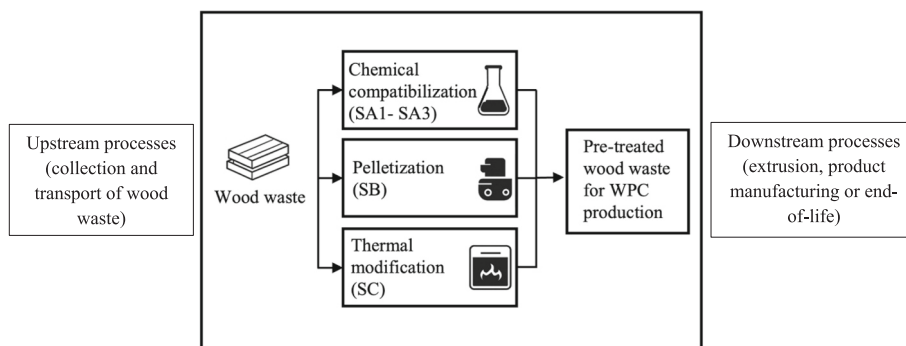 Upstream processes
(collection and
transport of wood
waste)
Wood waste
Chemical
compatibilization
(SA1- SA3)
Pelletization
(SB)
Thermal
modification
(SC)
Pre-treated
wood waste
for WPC
production
Downstream processes
(extrusion, product
manufacturing or end-
of-life)